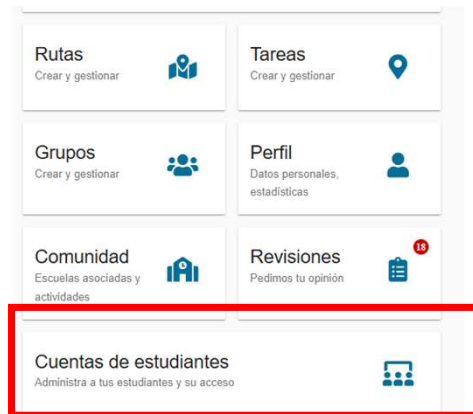 Rutas
Crear y gestionar
Tareas
Crear y gestionar
Grupos
Crear y gestionar
Perfil
Datos personales,
estadísticas
Comunidad
Escuelas asociadas y
actividades
Revisiones
Pedimos tu opinión
18
Cuentas de estudiantes
Administra a tus estudiantes y su acceso